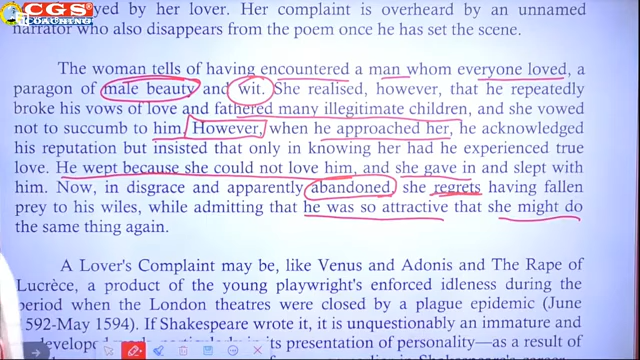 CGS
COACHING
yed by her lover. Her complaint is overheard by an unnamed
narrator who also disappears from the poem once he has set the scene.
The woman tells of having encountered a man whom everyone loved, a
paragon of male beauty and wit. She realised, however, that he repeatedly
broke his vows of love and fathered many illegitimate children, and she vowed
not to succumb to him. However, when he approached her, he acknowledged
his reputation but insisted that only in knowing her had he experienced true
love. He wept because she could not love him, and she gave in and slept with
him. Now, in disgrace and apparently abandoned, she regrets having fallen
prey to his wiles, while admitting that he was so attractive that she might do
the same thing again.
A Lover's Complaint may be, like Venus and Adonis and The Rape of
Lucrèce, a product of the young playwright's enforced idleness during the
period when the London theatres were closed by a plague epidemic (June
1592-May 1594). If Shakespeare wrote it, it is unquestionably an immature and
its presentation of personality—as a result of